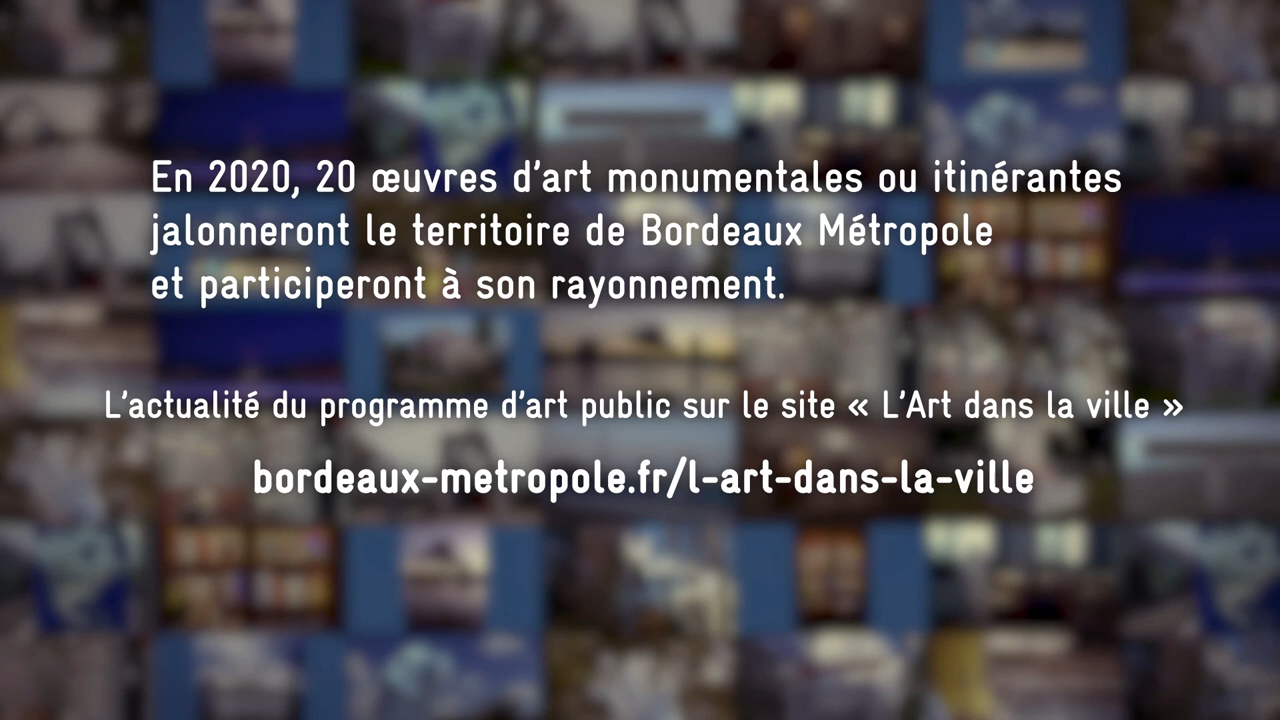 En 2020, 20 œuvres d’art monumentales ou itinérantes
jalonneront le territoire de Bordeaux Métropole
et participeront à son rayonnement.
L’actualité du programme d’art public sur le site « L’Art dans la ville »
bordeaux-metropole.fr/l-art-dans-la-ville